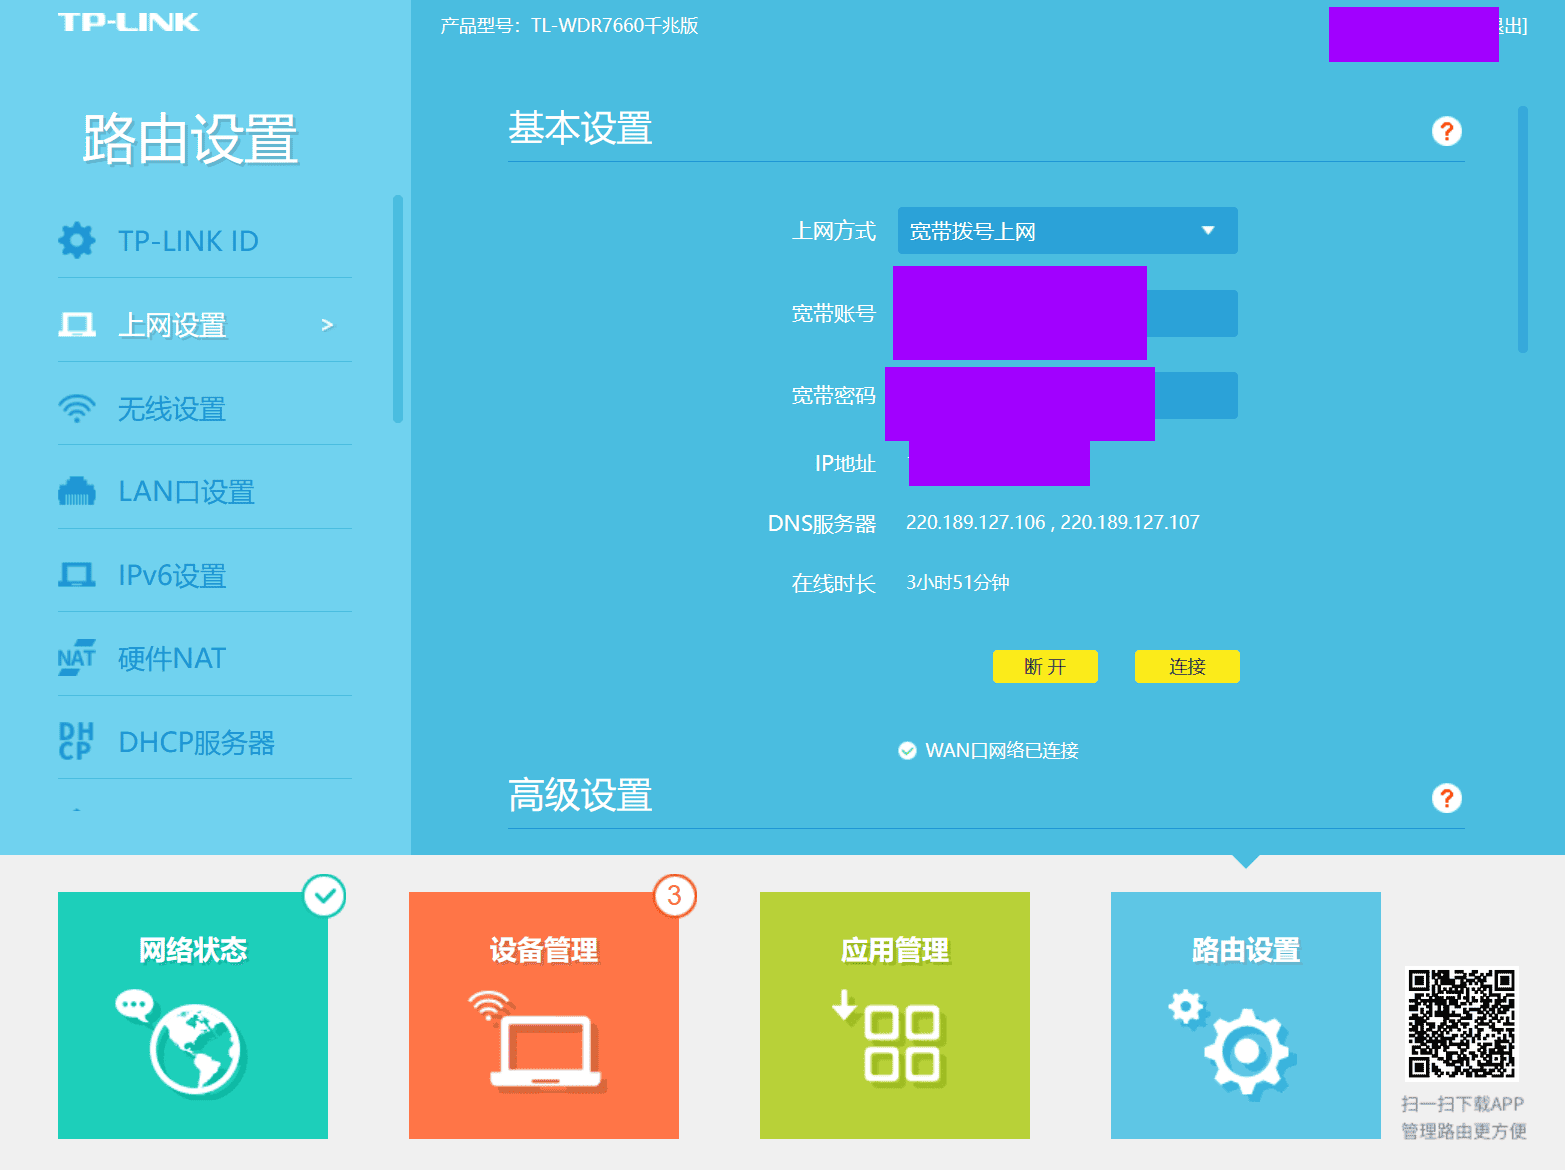 TP-LINK
产品型号：TL-WDR7660千兆版
出]
路由设置
TP-LINK ID
上网设置 >
无线设置
LAN口设置
IPv6设置
NAT 硬件NAT
DHCP DHCP服务器
基本设置 ?
上网方式 宽带拨号上网
宽带账号
宽带密码
IP地址
DNS服务器 220.189.127.106 , 220.189.127.107
在线时长 3小时51分钟
断 开 连接
WAN口网络已连接
高级设置 ?
网络状态
3
设备管理
应用管理
路由设置
扫一扫下载APP
管理路由更方便